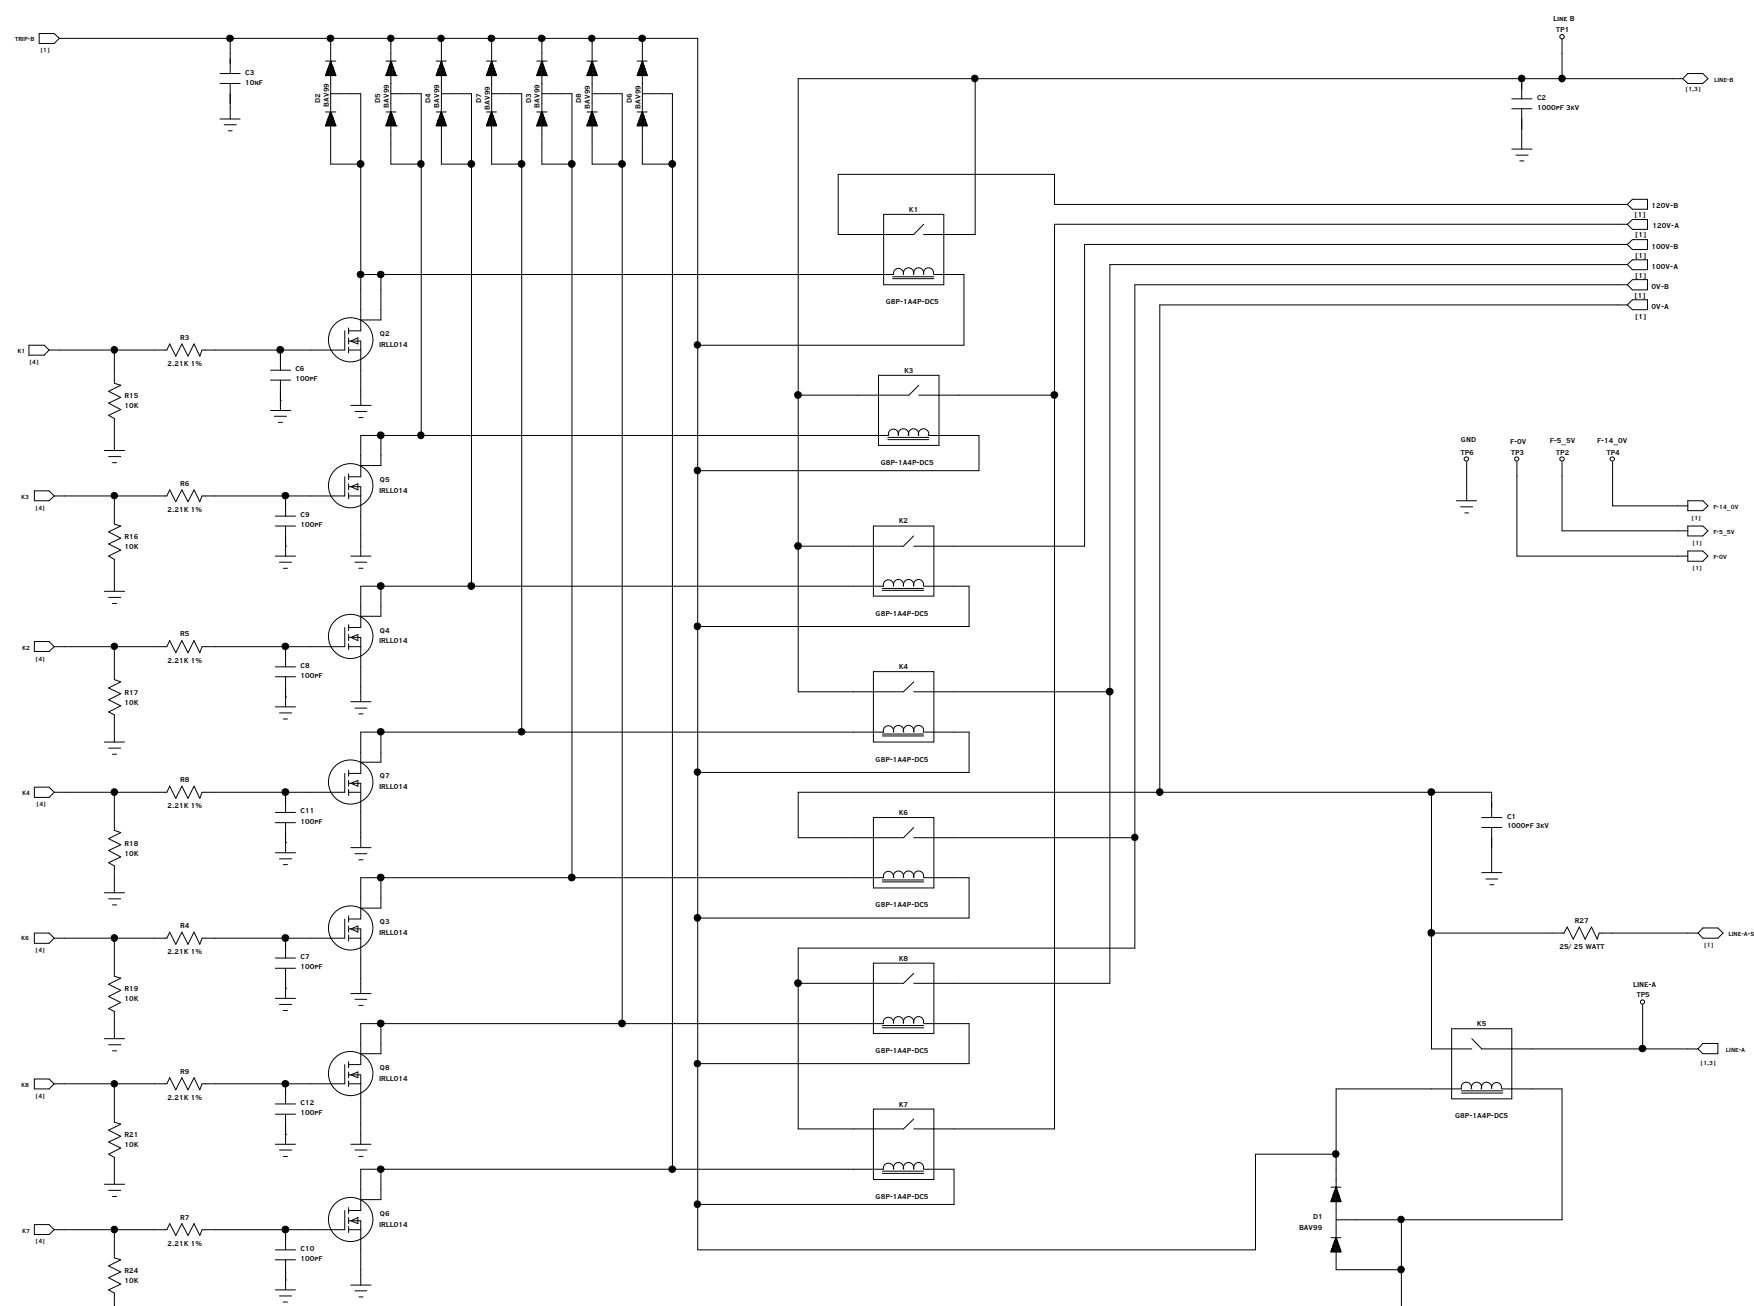 LINE B
TP1
TRIP-B
[1]
C3
10NF
D2
BAV99
D5
BAV99
D4
BAV99
D7
BAV99
D3
BAV99
D8
BAV99
D6
BAV99
LINE-B
[1,3]
C2
1000PF 3KV
120V-B
[1]
120V-A
[1]
100V-B
[1]
100V-A
[1]
0V-B
[1]
0V-A
[1]
K1
G8P-1A4P-DC5
K1
[4]
R3
2.21K 1%
R15
10K
C6
100PF
Q2
IRLL014
K3
G8P-1A4P-DC5
K3
[4]
R6
2.21K 1%
R16
10K
C9
100PF
Q5
IRLL014
GND
TP6
F-0V
TP3
F-5_5V
TP2
F-14_0V
TP4
F-14_0V
[1]
F-5_5V
[1]
F-0V
[1]
K2
G8P-1A4P-DC5
K2
[4]
R5
2.21K 1%
R17
10K
C8
100PF
Q4
IRLL014
K4
G8P-1A4P-DC5
K4
[4]
R8
2.21K 1%
R18
10K
C11
100PF
Q7
IRLL014
K6
G8P-1A4P-DC5
C1
1000PF 3KV
K6
[4]
R4
2.21K 1%
R19
10K
C7
100PF
Q3
IRLL014
R27
25/ 25 WATT
LINE-A-S
[1]
K8
G8P-1A4P-DC5
LINE-A
TP5
K5
G8P-1A4P-DC5
LINE-A
[1,3]
K8
[4]
R9
2.21K 1%
R21
10K
C12
100PF
Q8
IRLL014
K7
G8P-1A4P-DC5
K7
[4]
R7
2.21K 1%
R24
10K
C10
100PF
Q6
IRLL014
D1
BAV99